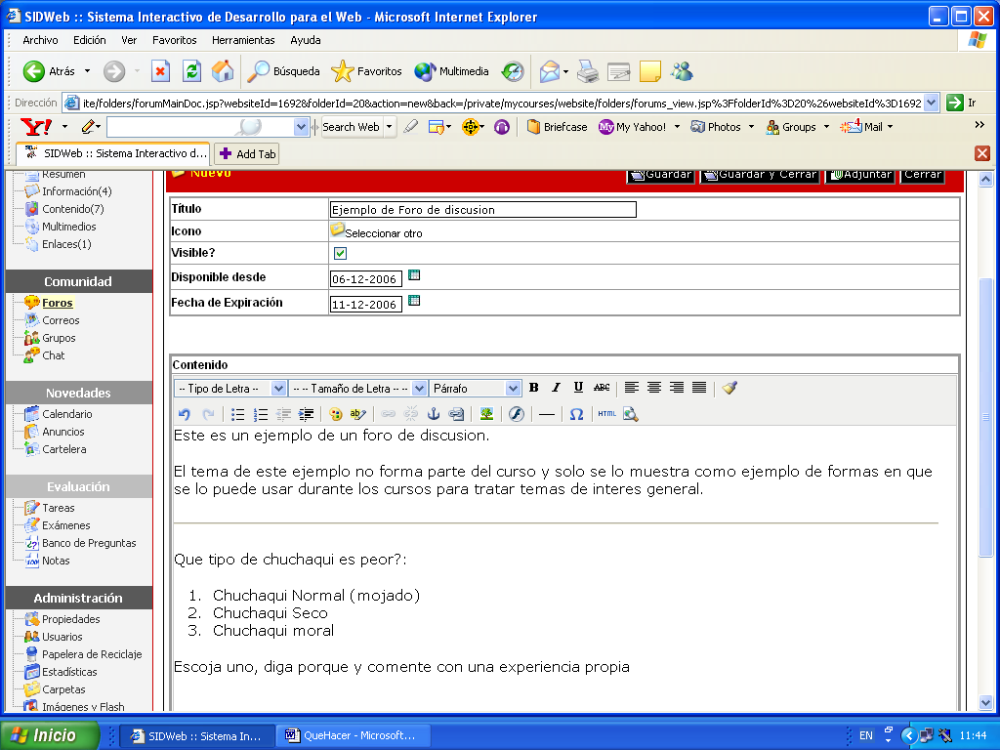 SIDWeb :: Sistema Interactivo de Desarrollo para el Web - Microsoft Internet Explorer
Archivo Edición Ver Favoritos Herramientas Ayuda
Atrás Búsqueda Favoritos Multimedia
Dirección ite/folders/forumMainDoc.jsp?websiteId=1692&folderId=20&action=new&back=/private/mycourses/website/folders/forums_view.jsp%3FfolderId%3D20%26websiteId%3D1692 Ir
Y! Search Web Briefcase My Yahoo! Photos Groups 4 Mail
SIDWeb :: Sistema Interactivo d... Add Tab
Resumen
Información(4)
Contenido(7)
Multimedios
Enlaces(1)
Comunidad
Foros
Correos
Grupos
Chat
Novedades
Calendario
Anuncios
Cartelera
Evaluación
Tareas
Exámenes
Banco de Preguntas
Notas
Administración
Propiedades
Usuarios
Papelera de Reciclaje
Estadísticas
Carpetas
Imágenes y Flash
Nuevo Guardar Guardar y Cerrar Adjuntar Cerrar
Título Ejemplo de Foro de discusion
Icono Seleccionar otro
Visible?
Disponible desde 06-12-2006
Fecha de Expiración 11-12-2006
Contenido
-- Tipo de Letra -- -- -- Tamaño de Letra -- -- Párrafo B I U ABC
HTML
Este es un ejemplo de un foro de discusion.
El tema de este ejemplo no forma parte del curso y solo se lo muestra como ejemplo de formas en que
se lo puede usar durante los cursos para tratar temas de interes general.
Que tipo de chuchaqui es peor?:
1. Chuchaqui Normal (mojado)
2. Chuchaqui Seco
3. Chuchaqui moral
Escoja uno, diga porque y comente con una experiencia propia
Inicio SIDWeb :: Sistema In... QueHacer - Microsoft... EN 11:44